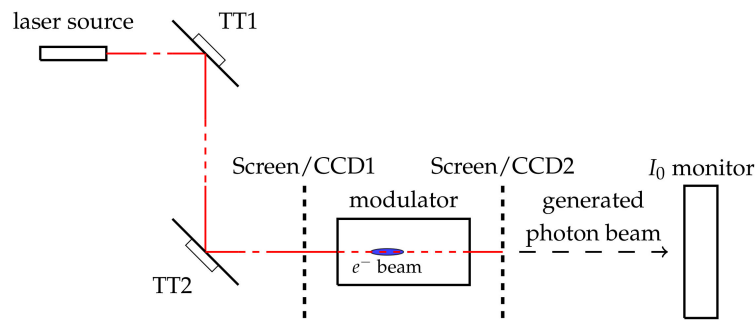 laser source
TT1
Screen/CCD1
Screen/CCD2
I₀ monitor
modulator
generated
photon beam
e⁻ beam
TT2